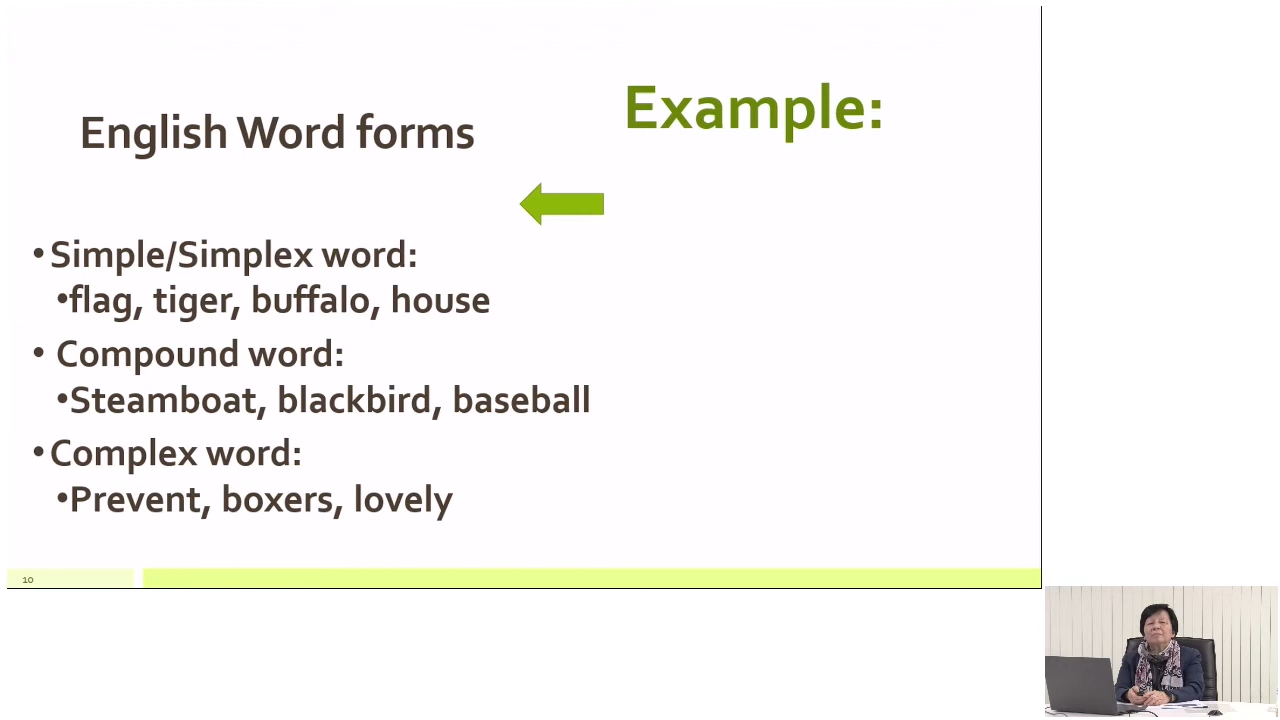 Example:
English Word forms
•Simple/Simplex word:
•flag, tiger, buffalo, house
• Compound word:
•Steamboat, blackbird, baseball
•Complex word:
•Prevent, boxers, lovely
10